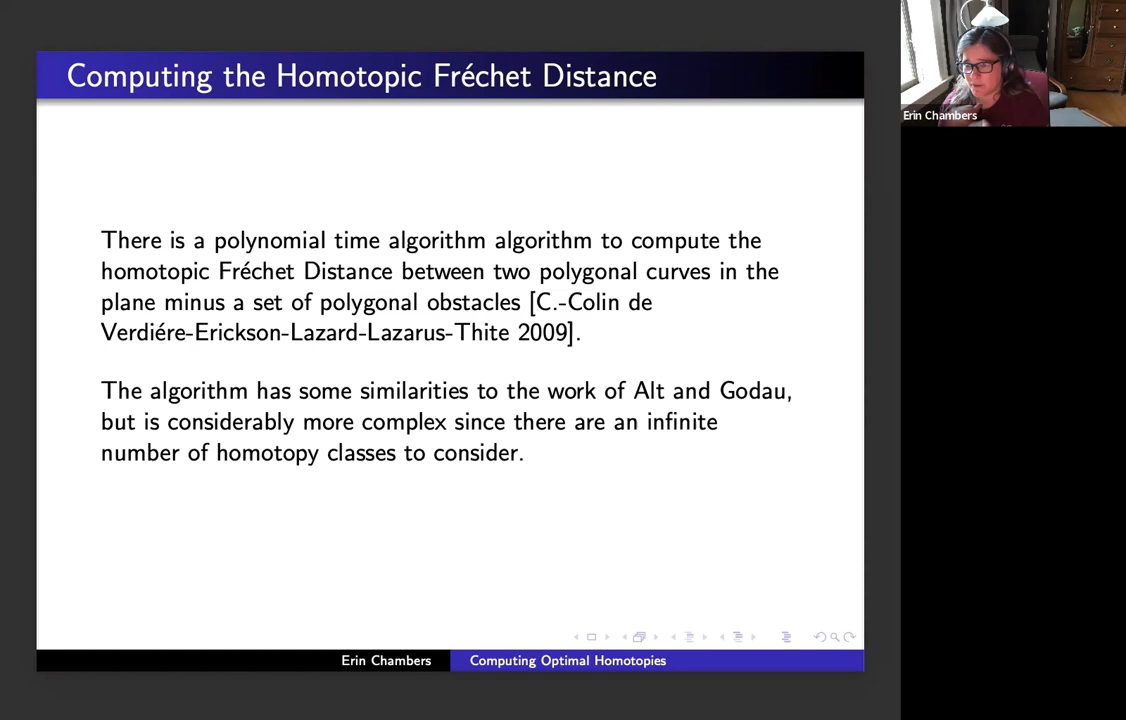 Computing the Homotopic Fréchet Distance
There is a polynomial time algorithm algorithm to compute the
homotopic Fréchet Distance between two polygonal curves in the
plane minus a set of polygonal obstacles [C.-Colin de
Verdiére-Erickson-Lazard-Lazarus-Thite 2009].
The algorithm has some similarities to the work of Alt and Godau,
but is considerably more complex since there are an infinite
number of homotopy classes to consider.
Erin Chambers
Computing Optimal Homotopies
Erin Chambers